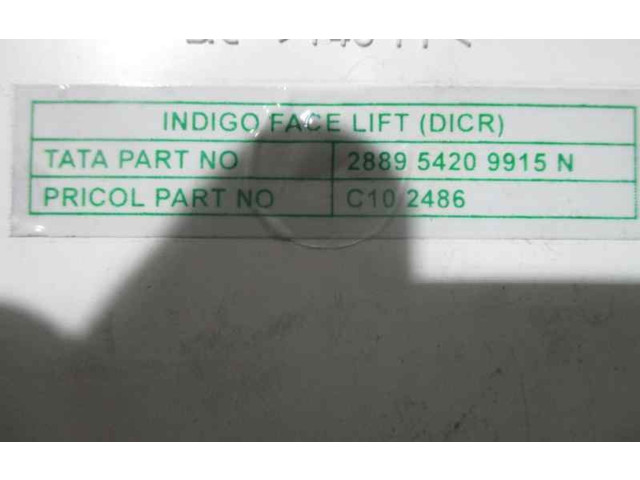 INDIGO FACE LIFT (DICR)
TATA PART NO 2889 5420 9915 N
PRICOL PART NO C10 2486